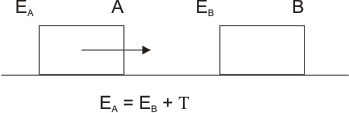 E_A A E_B B
E_A = E_B + T